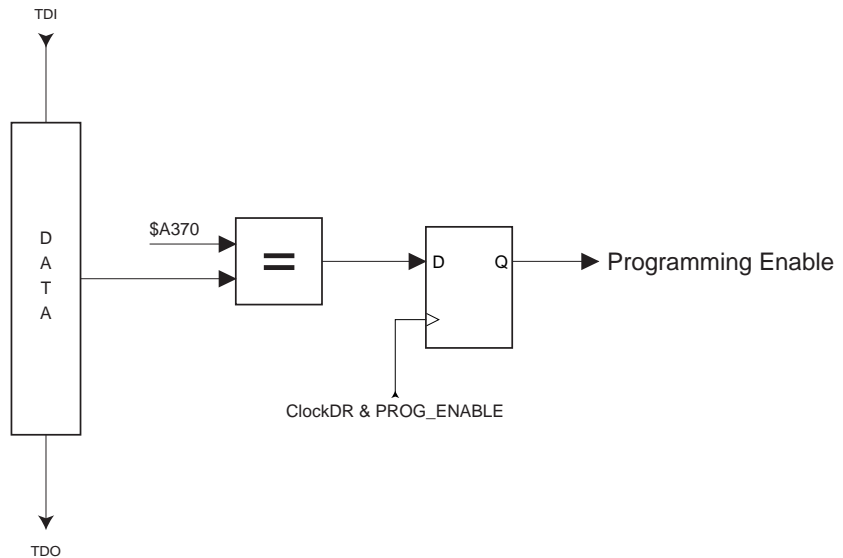 TDI
D
A
T
A
$A370
=
D
Q
Programming Enable
ClockDR & PROG_ENABLE
TDO